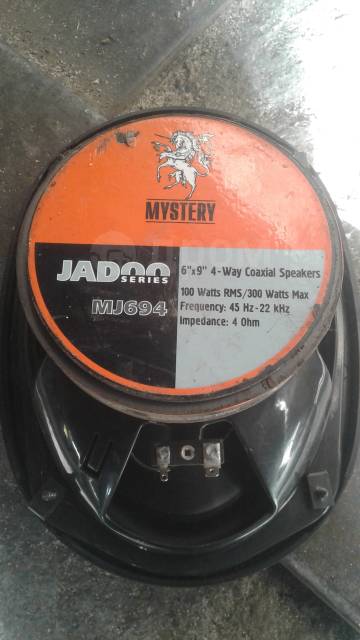 MYSTERY
JADOO
SERIES
MJ694
6"x9" 4-Way Coaxial Speakers
100 Watts RMS/300 Watts Max
Frequency: 45 Hz-22 kHz
Impedance: 4 Ohm